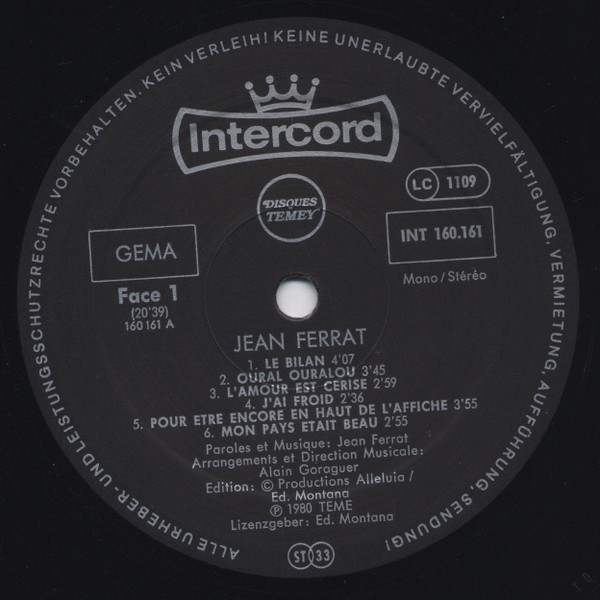 ALLE URHEBER- UND LEISTUNGSSCHUTZRECHTE VORBEHALTEN. KEIN VERLEIH! KEINE UNERLAUBTE VERVIELFÄLTIGUNG, VERMIETUNG, AUFFÜHRUNG, SENDUNG!
Intercord
DISQUES
TEMEY
LC 1109
GEMA
INT 160.161
Mono/Stéréo
Face 1
(20'39)
160 161 A
JEAN FERRAT
1. LE BILAN 4'07
2. OURAL OURALOU 3'45
3. L'AMOUR EST CERISE 2'59
4. J'AI FROID 2'36
5. POUR ETRE ENCORE EN HAUT DE L'AFFICHE 3'55
6. MON PAYS ETAIT BEAU 2'55
Paroles et Musique: Jean Ferrat
Arrangements et Direction Musicale:
Alain Goraguer
Edition: © Productions Alleluia/
Ed. Montana
℗ 1980 TEME
Lizenzgeber: Ed. Montana
ST 33